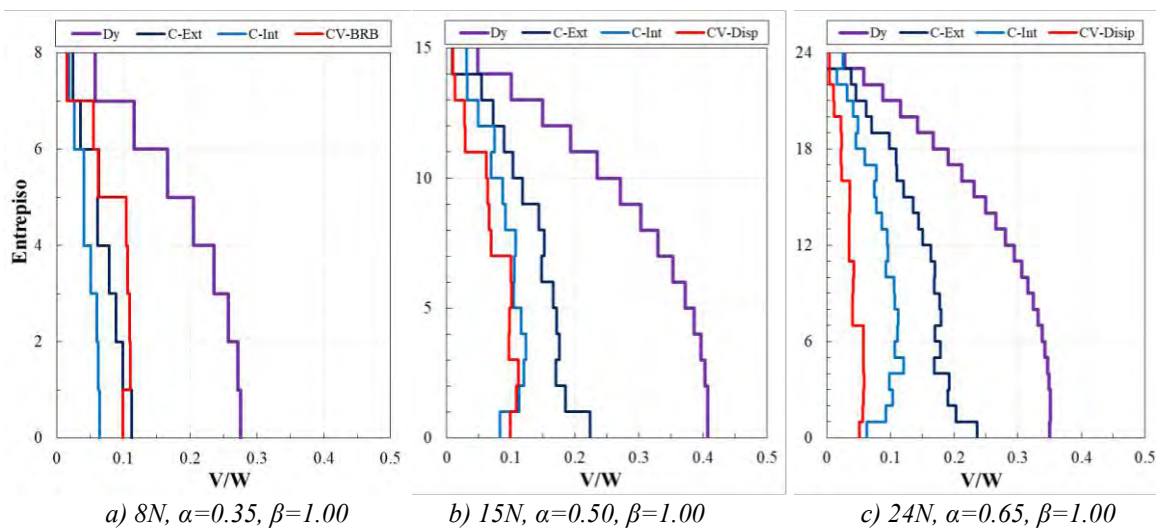 Dy C-Ext C-Int CV-BRB
8
6
4
2
0
Entrepiso
0 0.1 0.2 0.3 0.4 0.5
V/W
a) 8N, α=0.35, β=1.00
Dy C-Ext C-Int CV-Disp
15
10
5
0
0 0.1 0.2 0.3 0.4 0.5
V/W
b) 15N, α=0.50, β=1.00
Dy C-Ext C-Int CV-Disip
24
18
12
6
0
0 0.1 0.2 0.3 0.4 0.5
V/W
c) 24N, α=0.65, β=1.00